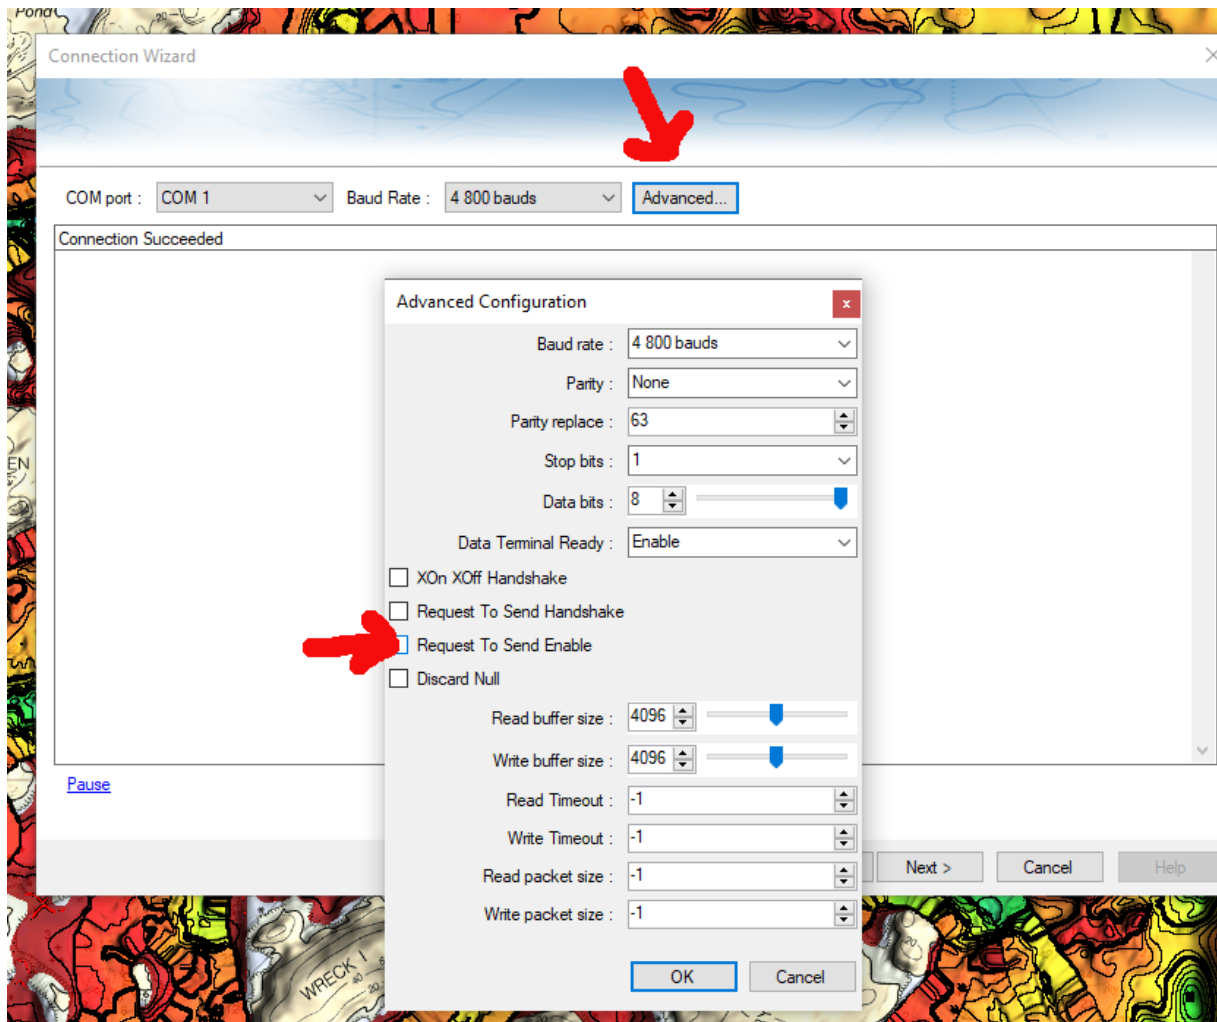 Pond
Connection Wizard
COM port : COM 1 Baud Rate : 4 800 bauds Advanced...
Connection Succeeded
Advanced Configuration
x
Baud rate : 4 800 bauds
Parity : None
Parity replace : 63
Stop bits : 1
Data bits : 8
EN
Data Terminal Ready : Enable
XOn XOff Handshake
Request To Send Handshake
Request To Send Enable
Discard Null
Read buffer size : 4096
Write buffer size : 4096
Pause
Read Timeout : -1
Write Timeout : -1
Read packet size : -1
Next > Cancel Help
Write packet size : -1
WRECK
OK Cancel